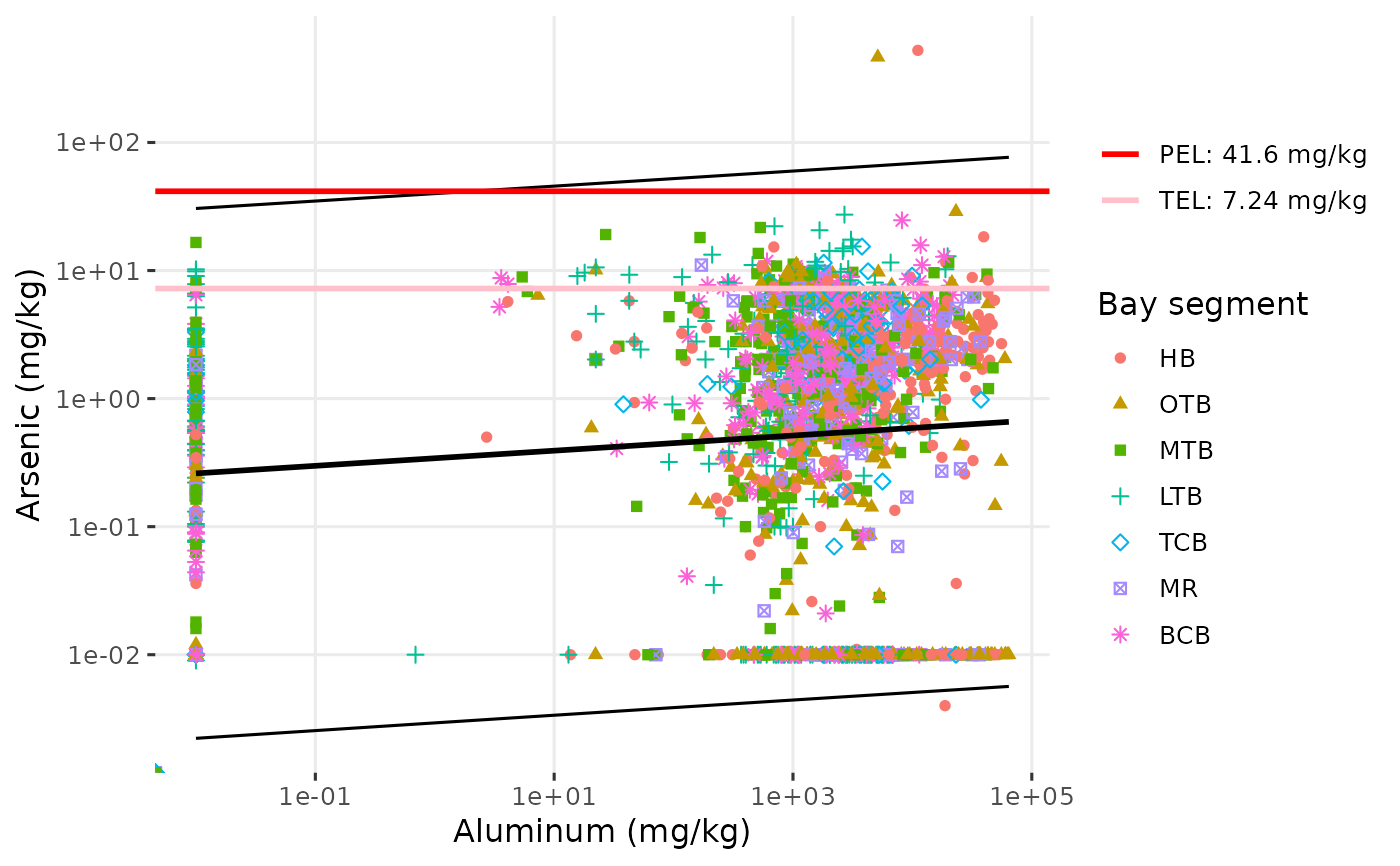 Arsenic (mg/kg)
1e+02
1e+01
1e+00
1e-01
1e-02
1e-01
1e+01
1e+03
1e+05
Aluminum (mg/kg)
PEL: 41.6 mg/kg
TEL: 7.24 mg/kg
Bay segment
HB
OTB
MTB
LTB
TCB
MR
BCB